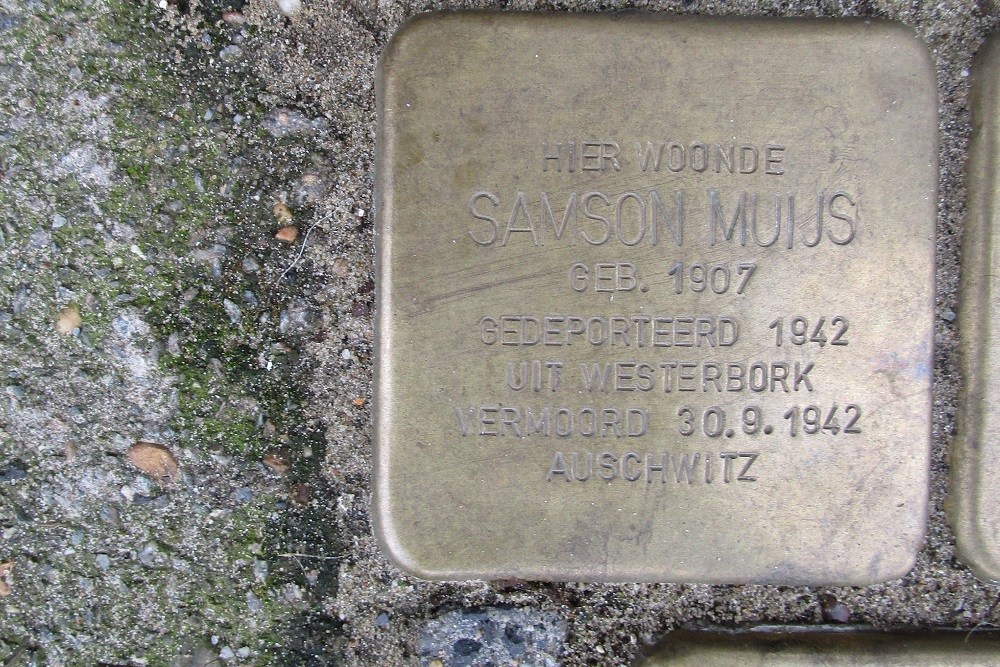 HIER WOONDE
SAMSON MUIJS
GEB. 1907
GEDEPORTEERD 1942
UIT WESTERBORK
VERMOORD 30.9.1942
AUSCHWITZ